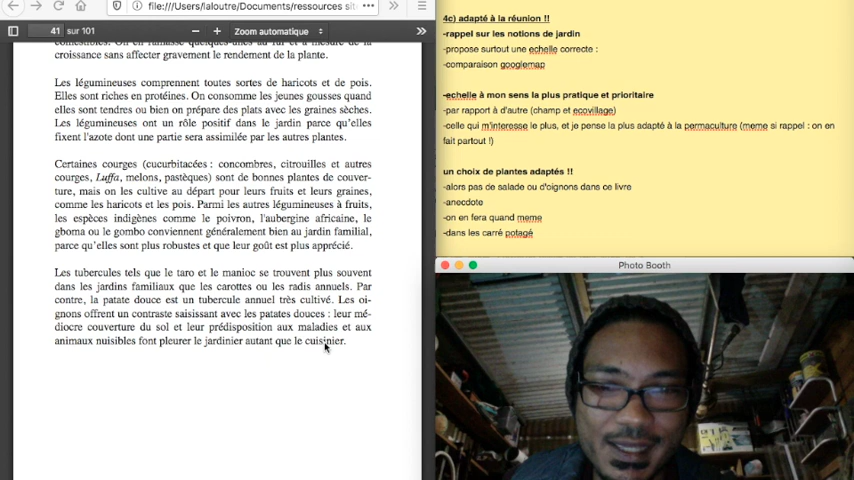 file:///Users/laloutre/Documents/ressources sit
41 sur 101
Zoom automatique
croissance sans affecter gravement le rendement de la plante.
Les légumineuses comprennent toutes sortes de haricots et de pois.
Elles sont riches en protéines. On consomme les jeunes gousses quand
elles sont tendres ou bien on prépare des plats avec les graines sèches.
Les légumineuses ont un rôle positif dans le jardin parce qu'elles
fixent l'azote dont une partie sera assimilée par les autres plantes.
Certaines courges (cucurbitacées : concombres, citrouilles et autres
courges, Luffa, melons, pastèques) sont de bonnes plantes de couver-
ture, mais on les cultive au départ pour leurs fruits et leurs graines,
comme les haricots et les pois. Parmi les autres légumineuses à fruits,
les espèces indigènes comme le poivron, l'aubergine africaine, le
gboma ou le gombo conviennent généralement bien au jardin familial,
parce qu'elles sont plus robustes et que leur goût est plus apprécié.
Les tubercules tels que le taro et le manioc se trouvent plus souvent
dans les jardins familiaux que les carottes ou les radis annuels. Par
contre, la patate douce est un tubercule annuel très cultivé. Les oi-
gnons offrent un contraste saisissant avec les patates douces : leur mé-
diocre couverture du sol et leur prédisposition aux maladies et aux
animaux nuisibles font pleurer le jardinier autant que le cuisinier.
4c) adapté à la réunion !!
-rappel sur les notions de jardin
-propose surtout une echelle correcte :
-comparaison googlemap
-echelle à mon sens la plus pratique et prioritaire
-par rapport à d'autre (champ et ecovillage)
-celle qui m'interesse le plus, et je pense la plus adapté à la permaculture (meme si rappel : on en
fait partout !)
un choix de plantes adaptés !!
-alors pas de salade ou d'oignons dans ce livre
-anecdote
-on en fera quand meme
-dans les carré potagé
Photo Booth